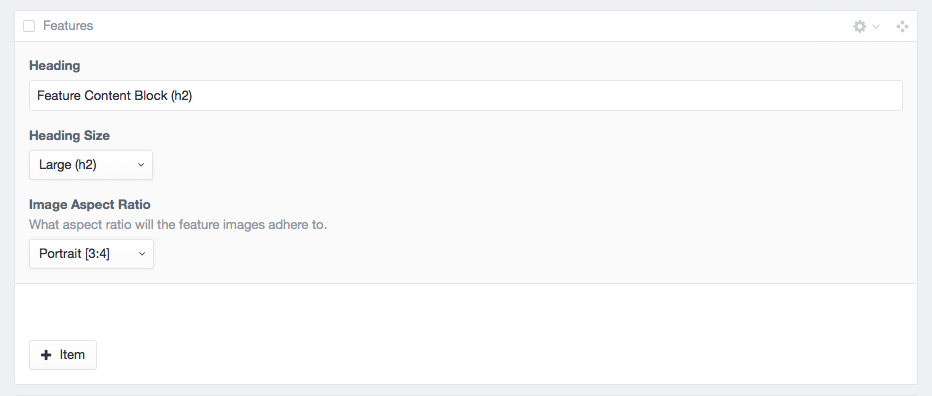 Features
Heading
Feature Content Block (h2)
Heading Size
Large (h2)
Image Aspect Ratio
What aspect ratio will the feature images adhere to.
Portrait [3:4]
Item